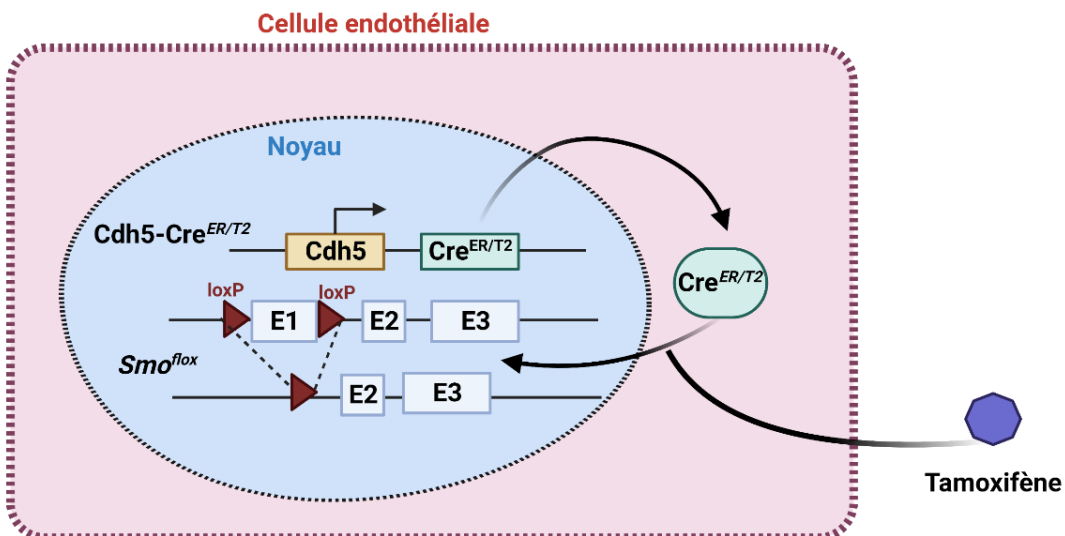 Cellule endothéliale
Noyau
Cdh5-Cre^ER/T2
Cdh5
Cre^ER/T2
Cre^ER/T2
loxP
loxP
E1
E2
E3
Smo^flox
E2
E3
Tamoxifène